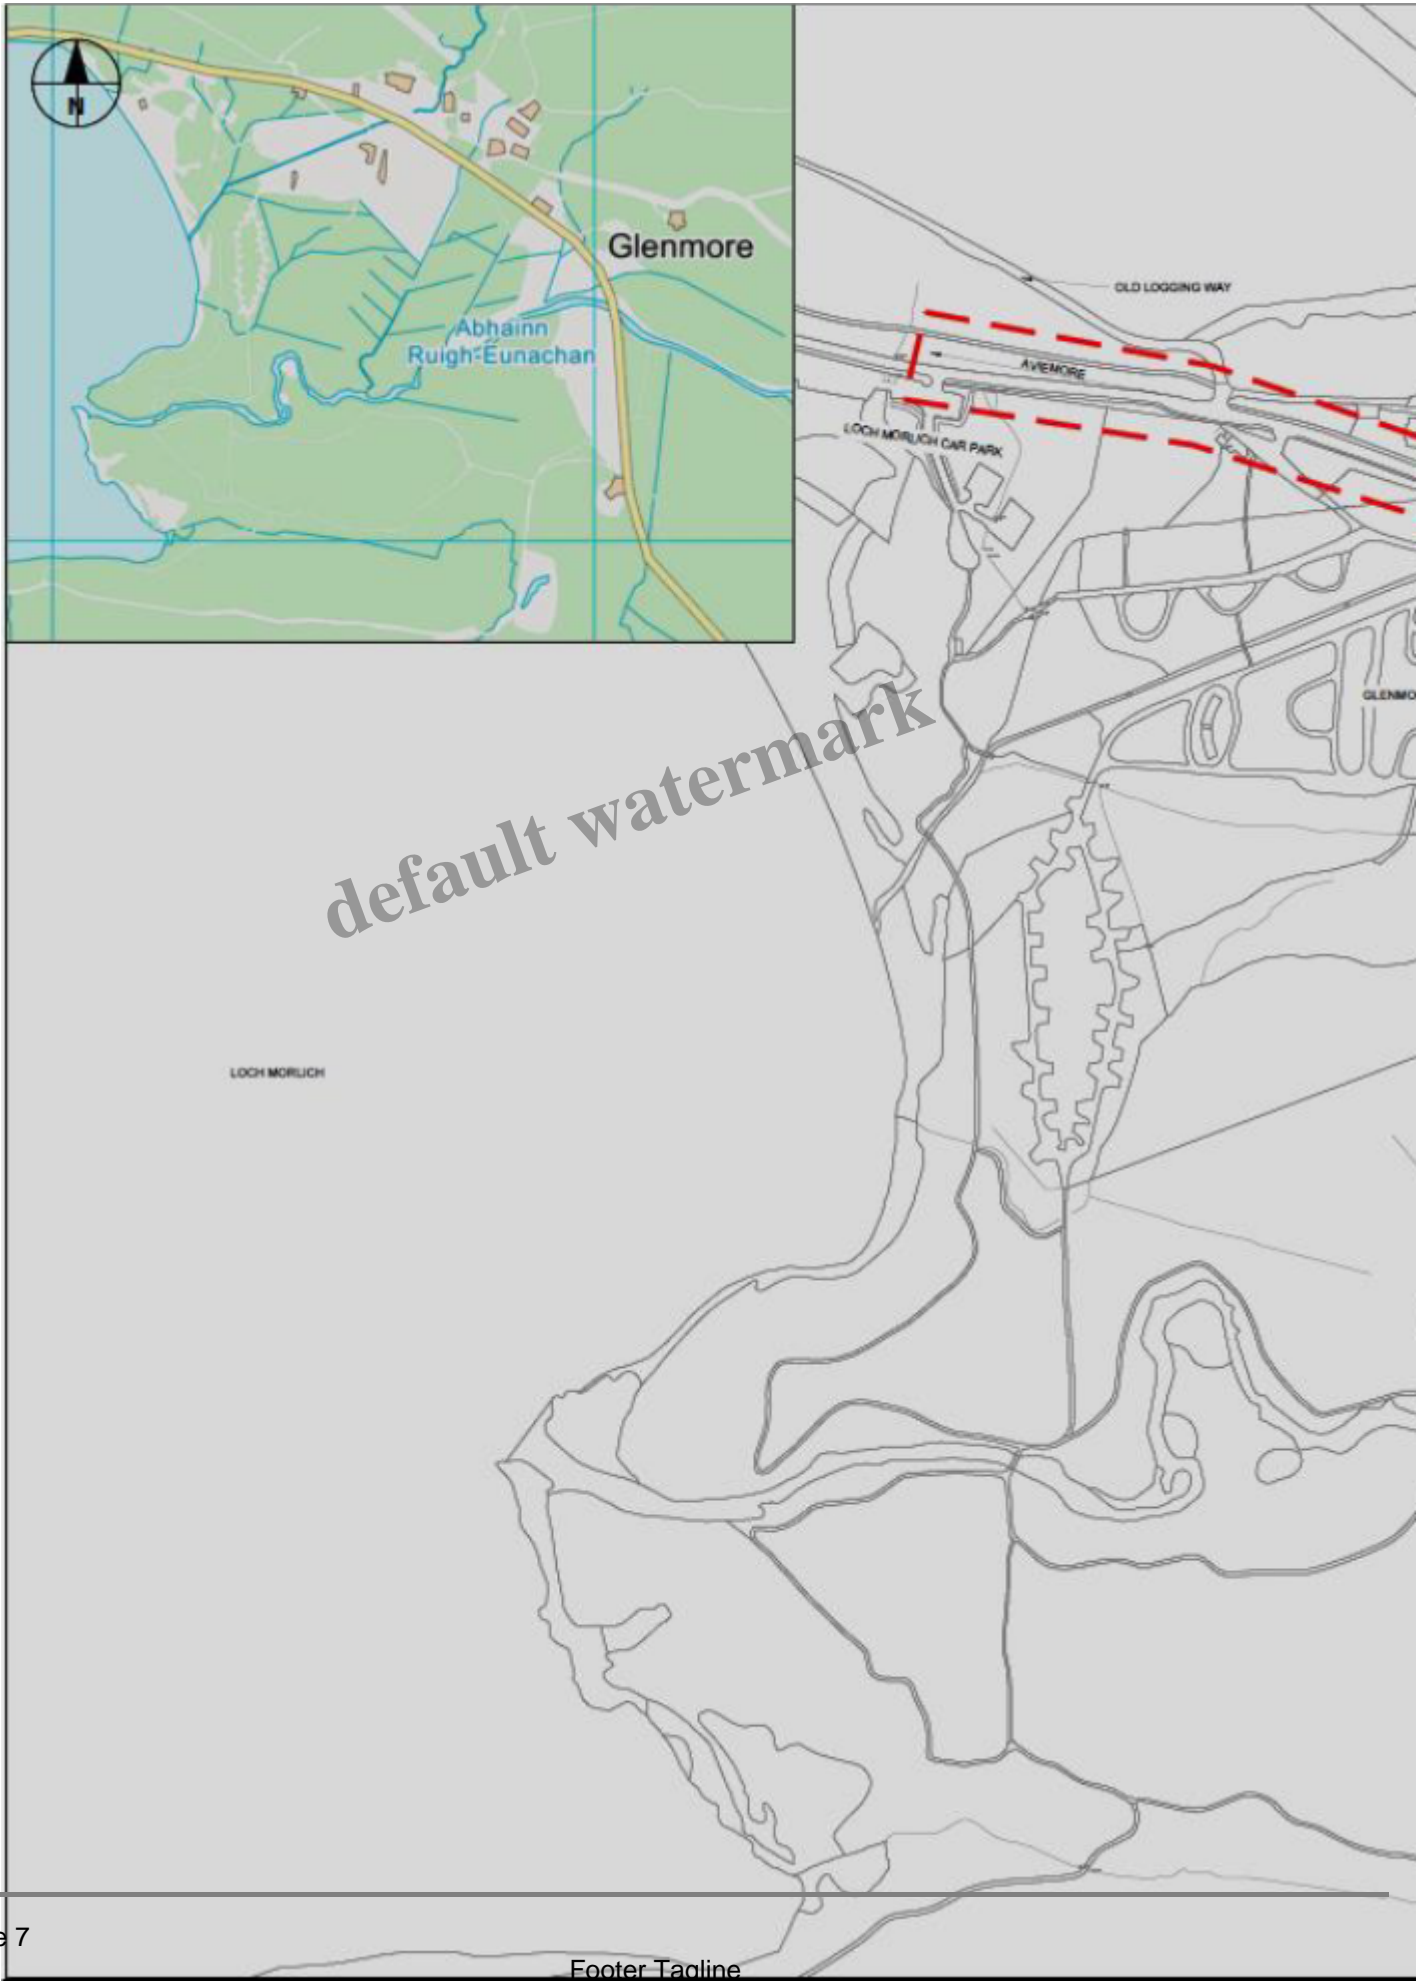 N
Glenmore
Abhainn
Ruigh-Eunachan
OLD LOGGING WAY
AVIEMORE
LOCH MORLICH CAR PARK
GLENMO
default watermark
LOCH MORLICH
e 7
Footer Tagline